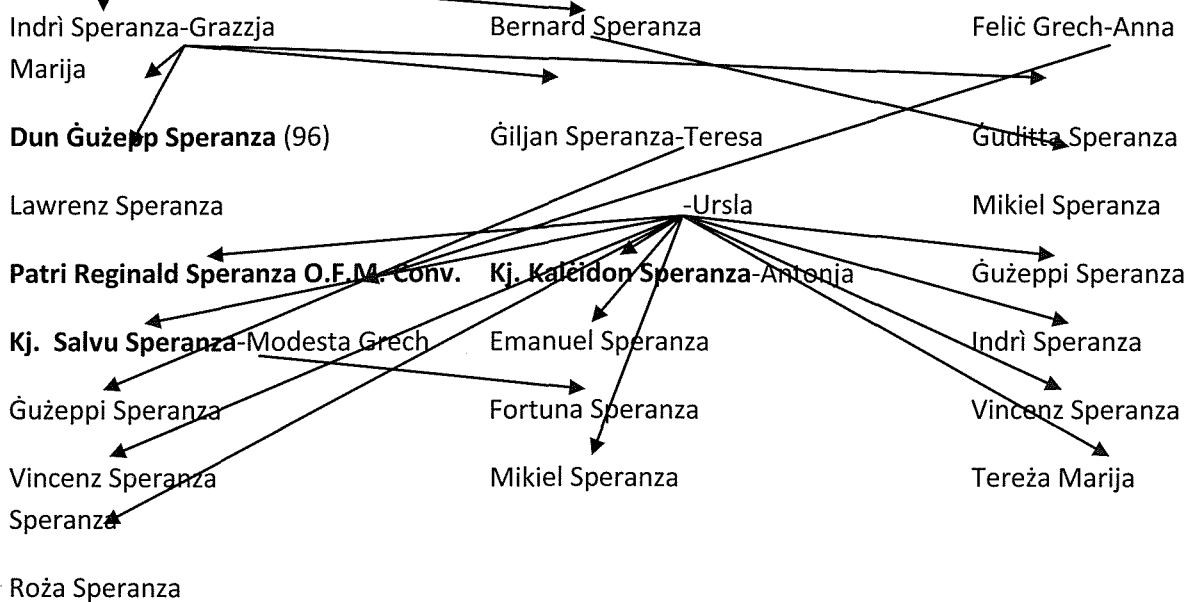 Indrì Speranza-Grazzja Bernard Speranza Feliċ Grech-Anna
Marija
Dun Ġużepp Speranza (96) Ġiljan Speranza-Teresa Ġuditta Speranza
Lawrenz Speranza -Ursla Mikiel Speranza
Patri Reginald Speranza O.F.M. Conv. Kj. Kalċidon Speranza-Antonja Ġużeppi Speranza
Kj. Salvu Speranza-Modesta Grech Emanuel Speranza Indrì Speranza
Ġużeppi Speranza Fortuna Speranza Vincenz Speranza
Vincenz Speranza Mikiel Speranza Tereża Marija
Speranza
Roża Speranza